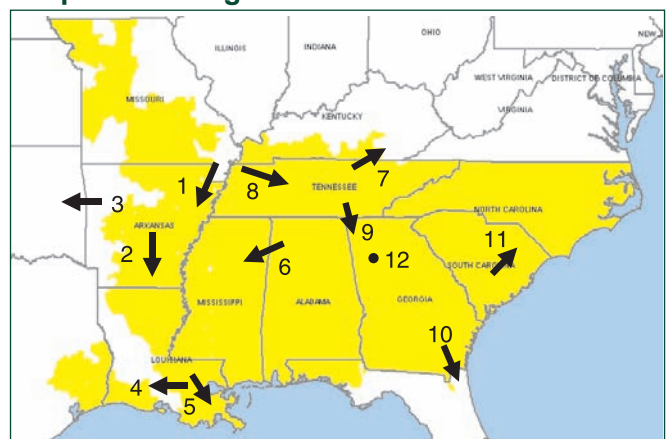 OHIO
NEW
ILLINOIS
INDIANA
WEST VIRGINIA
DISTRICT OF COLUMBIA
MISSOURI
KENTUCKY
VIRGINIA
1
8
7
TENNESSEE
3
ARKANSAS
NORTH CAROLINA
2
9
11
6
12
SOUTH CAROLINA
MISSISSIPPI
ALABAMA
GEORGIA
10
LOUISIANA
4
5